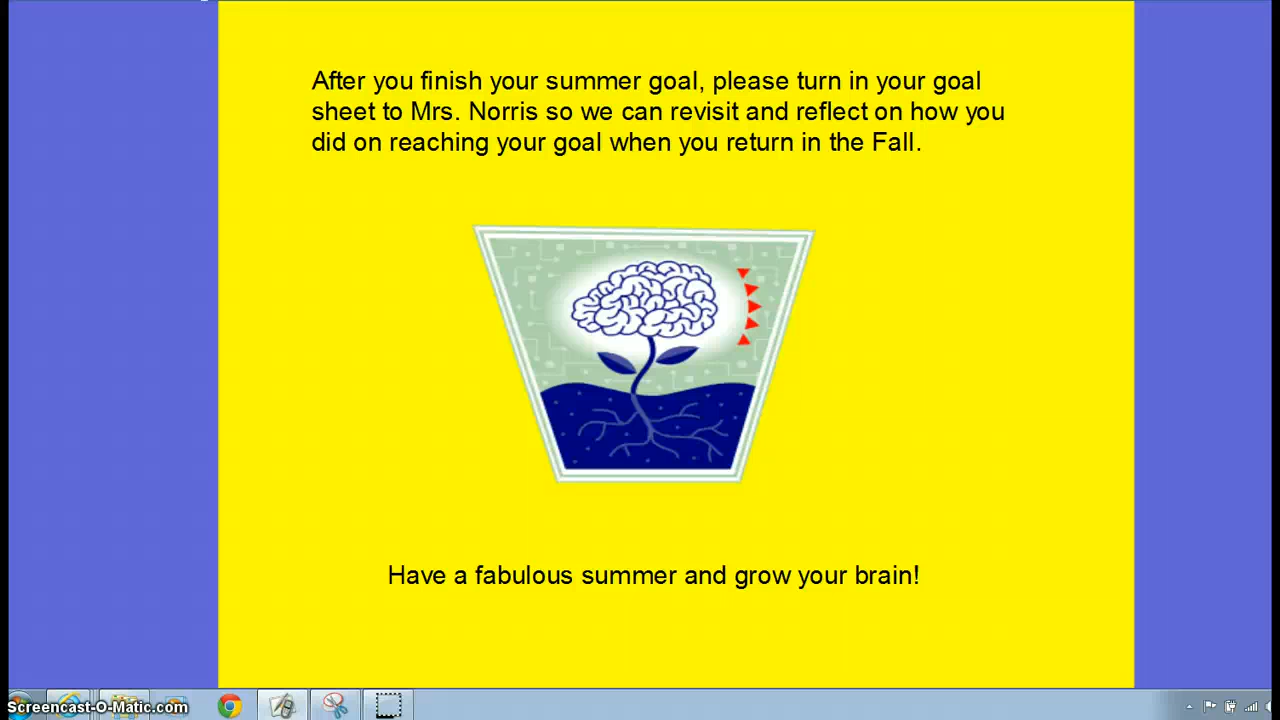 After you finish your summer goal, please turn in your goal
sheet to Mrs. Norris so we can revisit and reflect on how you
did on reaching your goal when you return in the Fall.
Have a fabulous summer and grow your brain!
Screencast-O-Matic.com